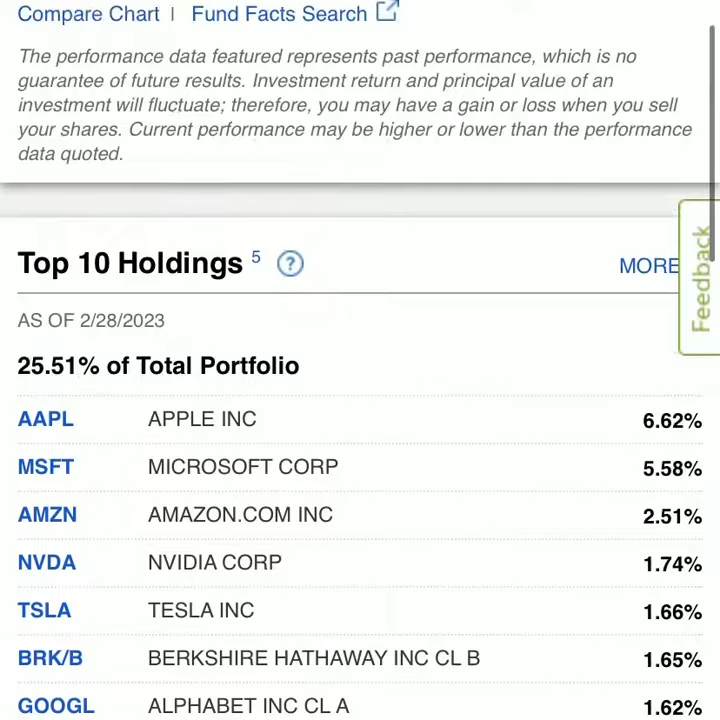 Compare Chart | Fund Facts Search
The performance data featured represents past performance, which is no
guarantee of future results. Investment return and principal value of an
investment will fluctuate; therefore, you may have a gain or loss when you sell
your shares. Current performance may be higher or lower than the performance
data quoted.
Top 10 Holdings 5 ?
MORE
Feedback
AS OF 2/28/2023
25.51% of Total Portfolio
AAPL APPLE INC 6.62%
MSFT MICROSOFT CORP 5.58%
AMZN AMAZON.COM INC 2.51%
NVDA NVIDIA CORP 1.74%
TSLA TESLA INC 1.66%
BRK/B BERKSHIRE HATHAWAY INC CL B 1.65%
GOOGL ALPHABET INC CL A 1.62%